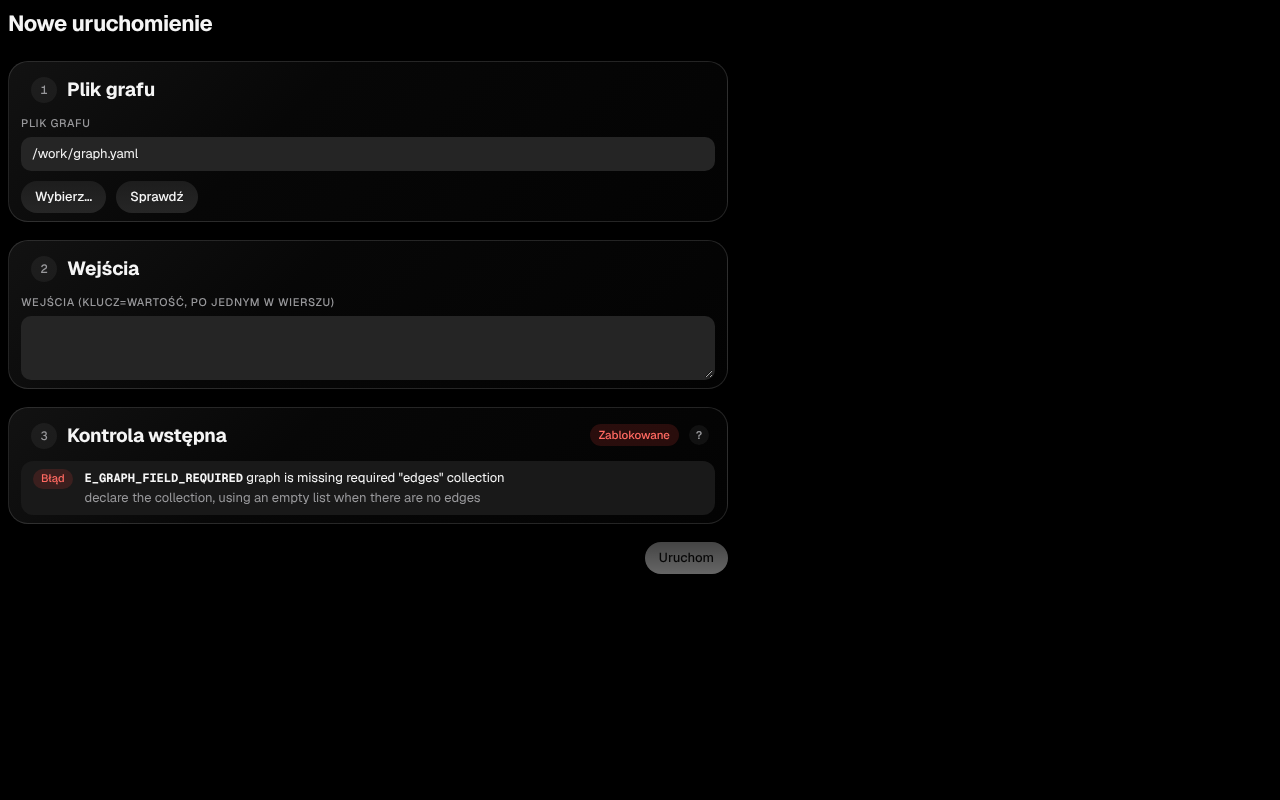 Nowe uruchomienie
1 Plik grafu
PLIK GRAFU
/work/graph.yaml
Wybierz... Sprawdź
2 Wejścia
WEJŚCIA (KLUCZ=WARTOŚĆ, PO JEDNYM W WIERSZU)
3 Kontrola wstępna Zablokowane ?
Błąd E_GRAPH_FIELD_REQUIRED graph is missing required "edges" collection
declare the collection, using an empty list when there are no edges
Uruchom